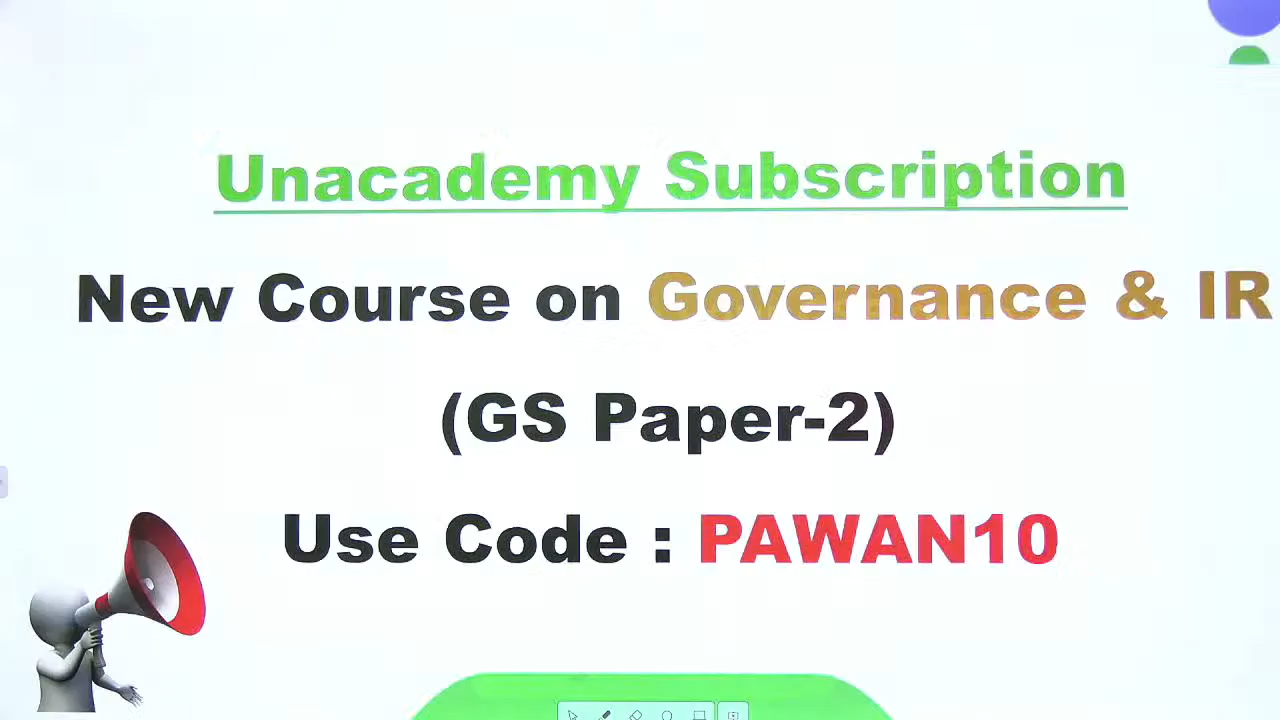 Unacademy Subscription
New Course on Governance & IR
(GS Paper-2)
Use Code : PAWAN10